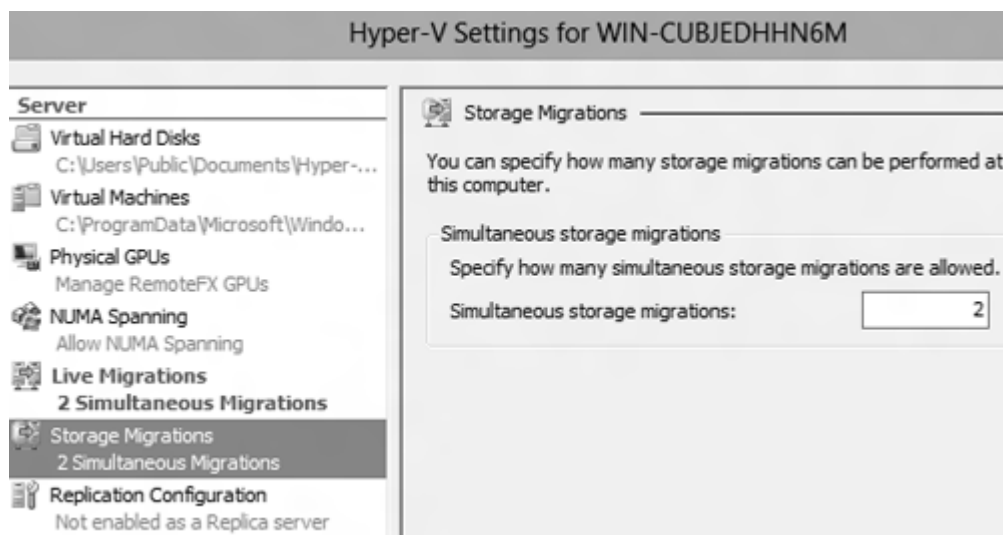 Hyper-V Settings for WIN-CUBJEDHHN6M
Server
Virtual Hard Disks
C:\Users\Public\Documents\Hyper-...
Virtual Machines
C:\ProgramData\Microsoft\Windo...
Physical GPUs
Manage RemoteFX GPUs
NUMA Spanning
Allow NUMA Spanning
Live Migrations
2 Simultaneous Migrations
Storage Migrations
2 Simultaneous Migrations
Replication Configuration
Not enabled as a Replica server
Storage Migrations
You can specify how many storage migrations can be performed at
this computer.
Simultaneous storage migrations
Specify how many simultaneous storage migrations are allowed.
Simultaneous storage migrations: 2